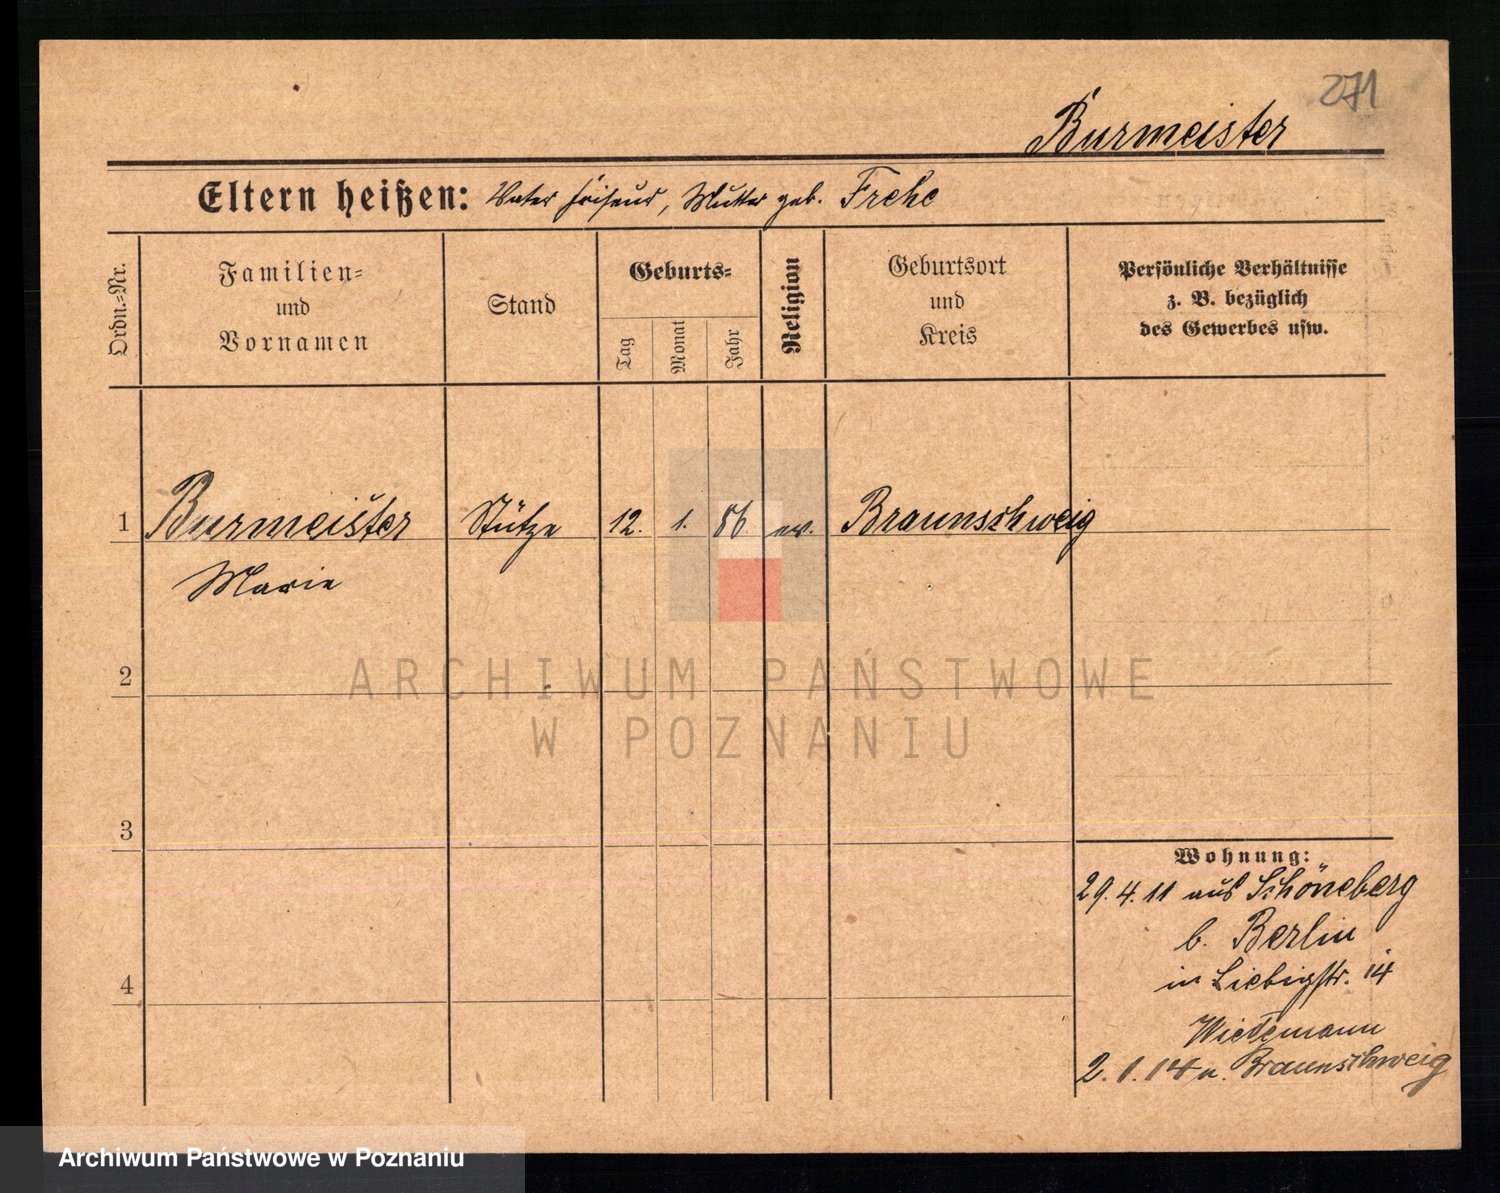 271
Burmeister
Eltern heißen: Vater Friseur, Mutter geb. Frehe
Ordn.-Nr.
Familien-
und
Vornamen
Stand
Geburts-
Tag
Monat
Jahr
Religion
Geburtsort
und
Kreis
Persönliche Verhältnisse
z. B. bezüglich
des Gewerbes usw.
1 Burmeister Stütze 12. 1. 86. ev. Braunschweig
Marie
2
3
4
Wohnung:
29.4.11 aus Schöneberg
b. Berlin
in Liebigstr. 14
2.1.14 n. Braunschweig
ARCHIWUM PAŃSTWOWE
W POZNANIU
Archiwum Państwowe w Poznaniu